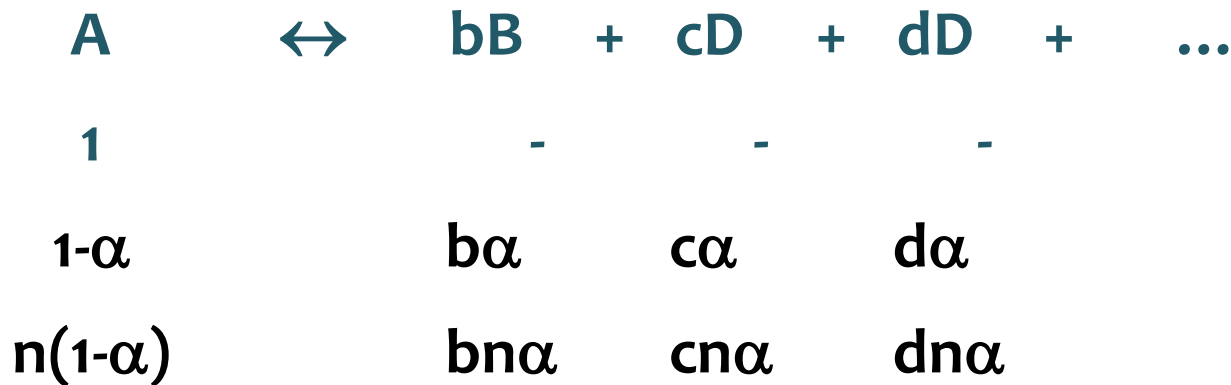 A ↔ bB + cD + dD + ...
1 - - -
1-α bα cα dα
n(1-α) bnα cnα dnα